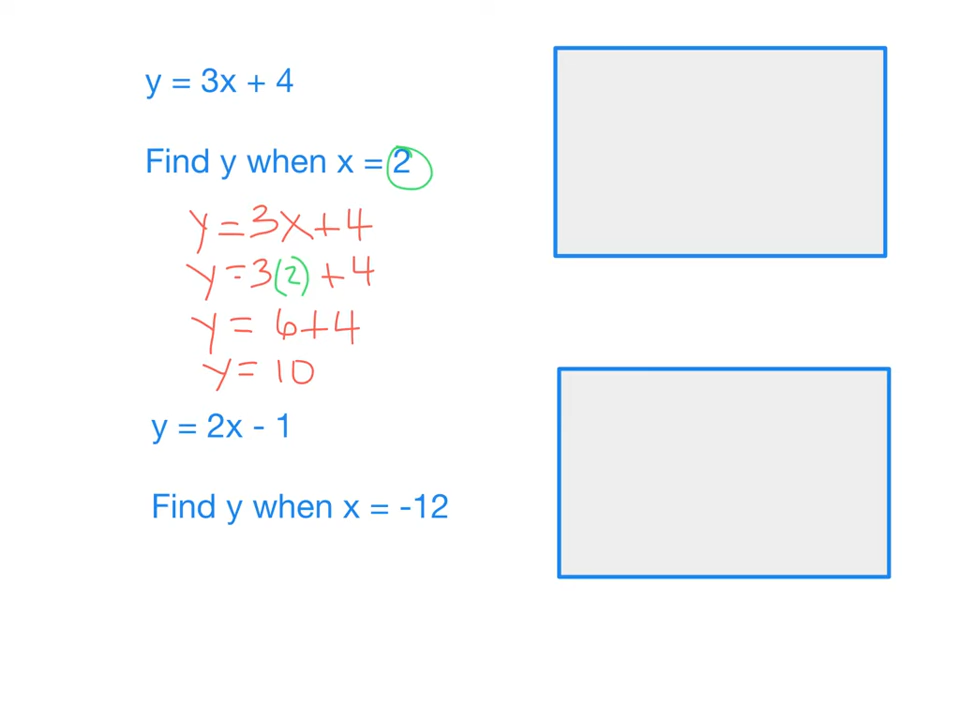 y = 3x + 4
Find y when x = 2
y = 3x + 4
y = 3(2) + 4
y = 6 + 4
y = 10
y = 2x - 1
Find y when x = -12